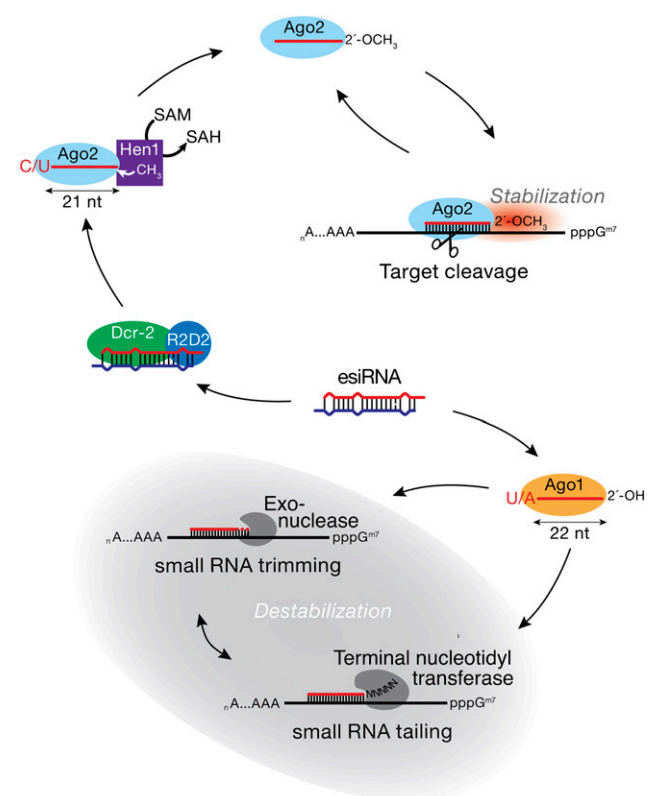 Ago2
2´-OCH3
SAM
Hen1
SAH
C/U
Ago2
CH3
21 nt
Stabilization
Ago2
2´-OCH3
nA...AAA
pppGm7
Target cleavage
Dcr-2
R2D2
esiRNA
Ago1
U/A
2´-OH
22 nt
Exo-
nuclease
nA...AAA
pppGm7
small RNA trimming
Destabilization
Terminal nucleotidyl
transferase
NNNNN
nA...AAA
pppGm7
small RNA tailing